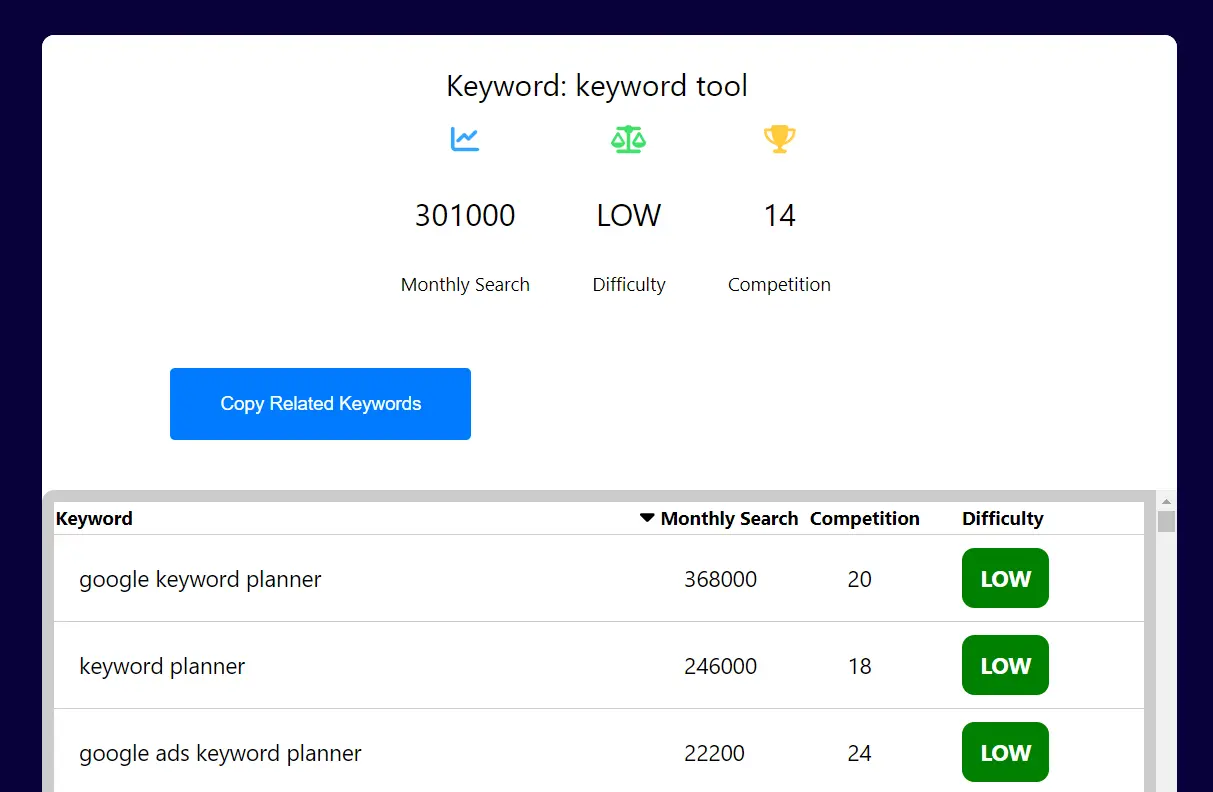 Keyword: keyword tool
301000 LOW 14
Monthly Search Difficulty Competition
Copy Related Keywords
Keyword Monthly Search Competition Difficulty
google keyword planner 368000 20 LOW
keyword planner 246000 18 LOW
google ads keyword planner 22200 24 LOW